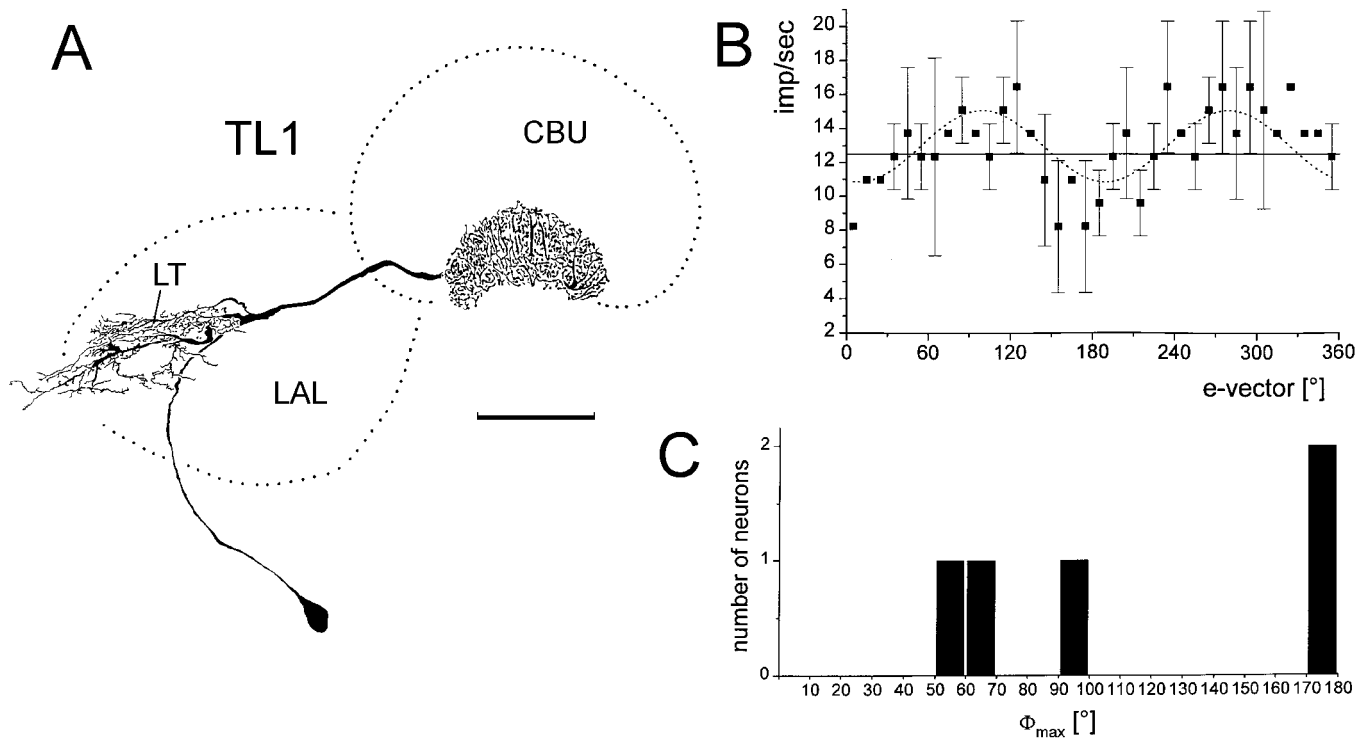 A
TL1
CBU
LT
LAL
B
imp/sec
20
18
16
14
12
10
8
6
4
2
0 60 120 180 240 300 360
e-vector [°]
C
number of neurons
2
1
0
10 20 30 40 50 60 70 80 90 100 110 120 130 140 150 160 170 180
Φmax [°]